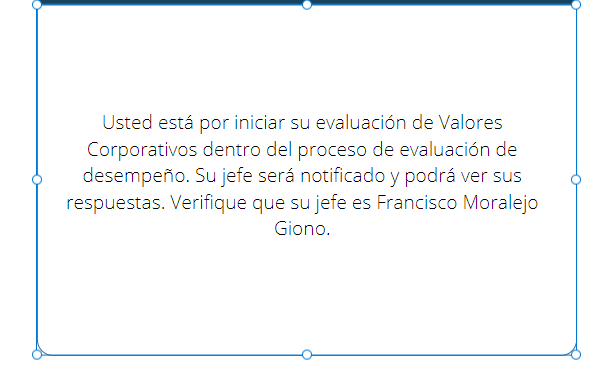 Usted está por iniciar su evaluación de Valores
Corporativos dentro del proceso de evaluación de
desempeño. Su jefe será notificado y podrá ver sus
respuestas. Verifique que su jefe es Francisco Moralejo
Giono.